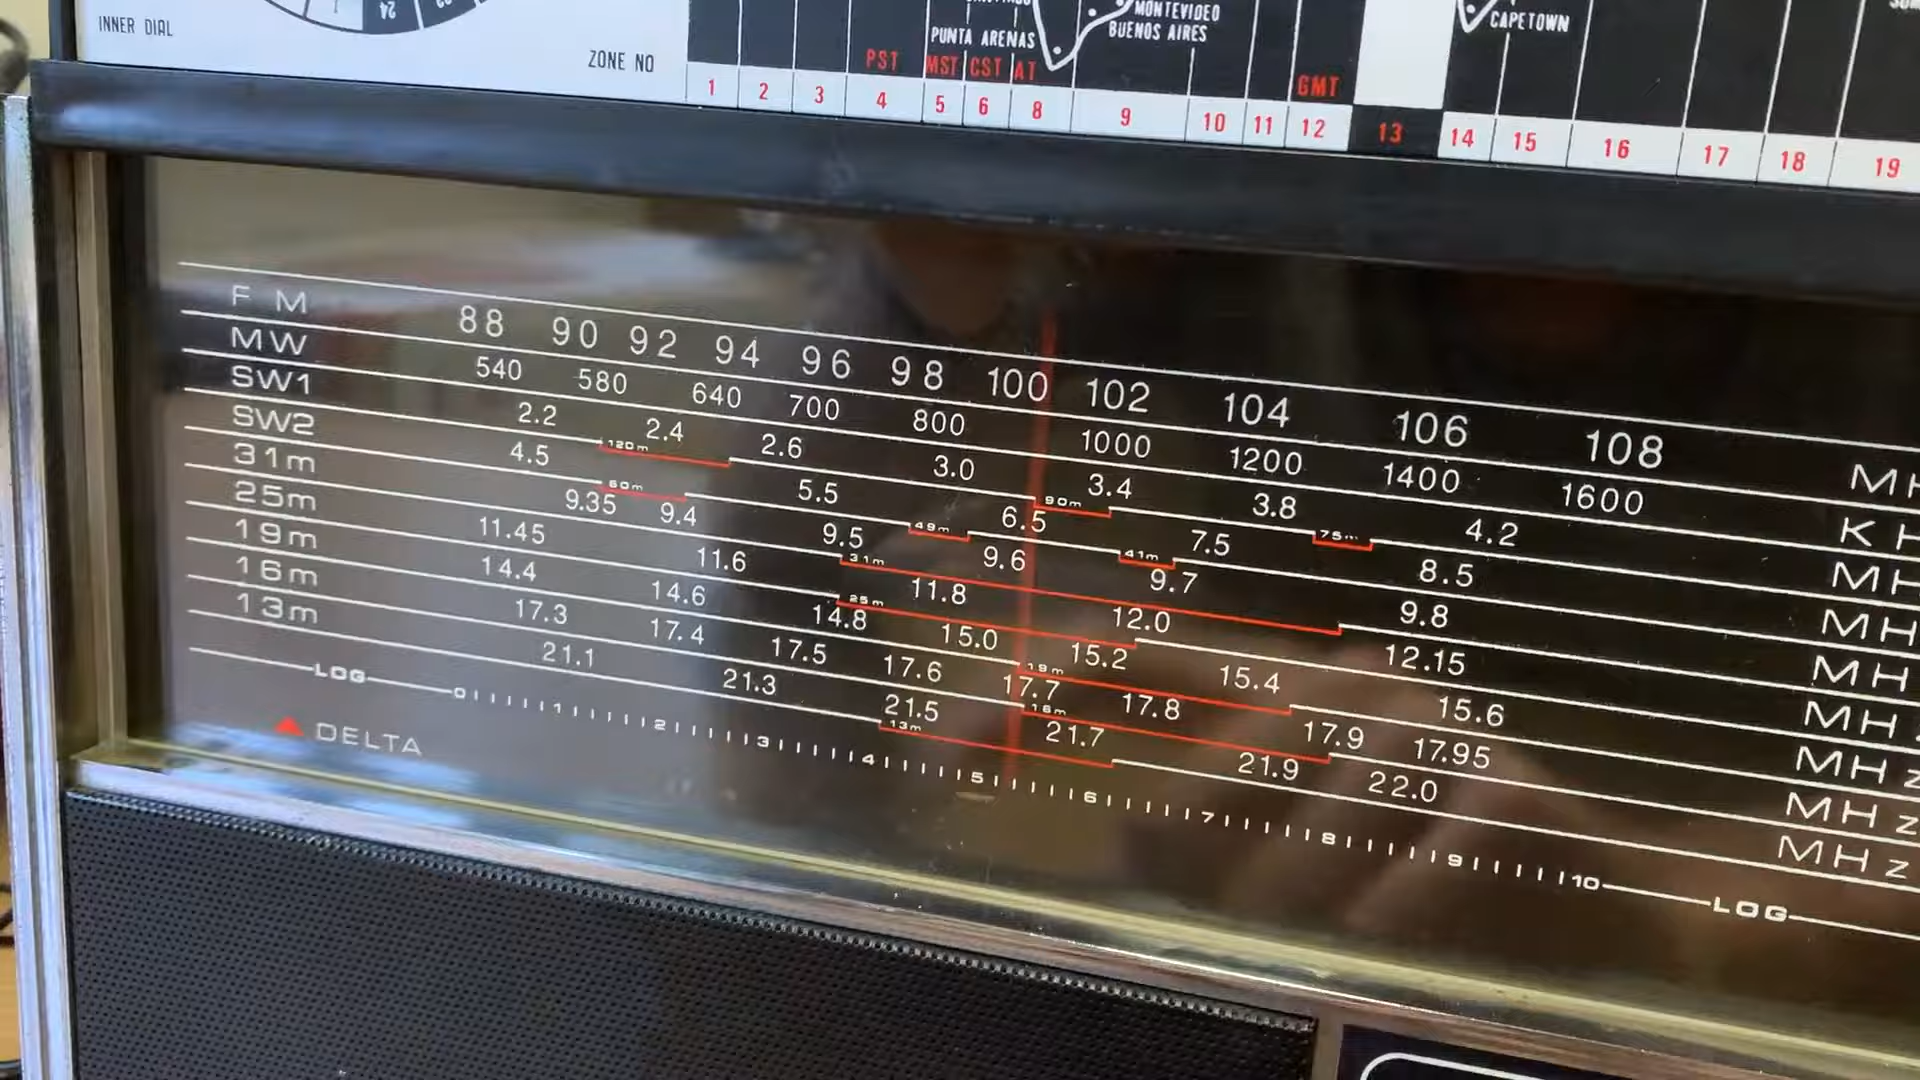 MONTEVIDEO
INNER DIAL
PUNTA ARENAS
BUENOS AIRES
CAPETOWN
ZONE NO
PST MST CST AT GMT
1 2 3 4 5 6 8 9 10 11 12 13 14 15 16 17 18 19
F M 88 90 92 94 96 98 100 102 104 106 108 MH
MW 540 580 640 700 800 1000 1200 1400 1600 KH
SW1 2.2 120m 2.4 2.6 3.0 90m 3.4 3.8 75m 4.2 MH
SW2 4.5 60m 5.5 49m 6.5 41m 7.5 8.5 MH
31m 9.35 9.4 9.5 31m 9.6 9.7 9.8 MH
25m 11.45 11.6 25m 11.8 12.0 12.15 MH
19m 14.4 14.6 14.8 15.0 19m 15.2 15.4 15.6 MHz
16m 17.3 17.4 17.5 17.6 17.7 16m 17.8 17.9 17.95 MHz
13m 21.1 21.3 21.5 13m 21.7 21.9 22.0 MHz
LOG 0 1 2 3 4 5 6 7 8 9 10 LOG
DELTA